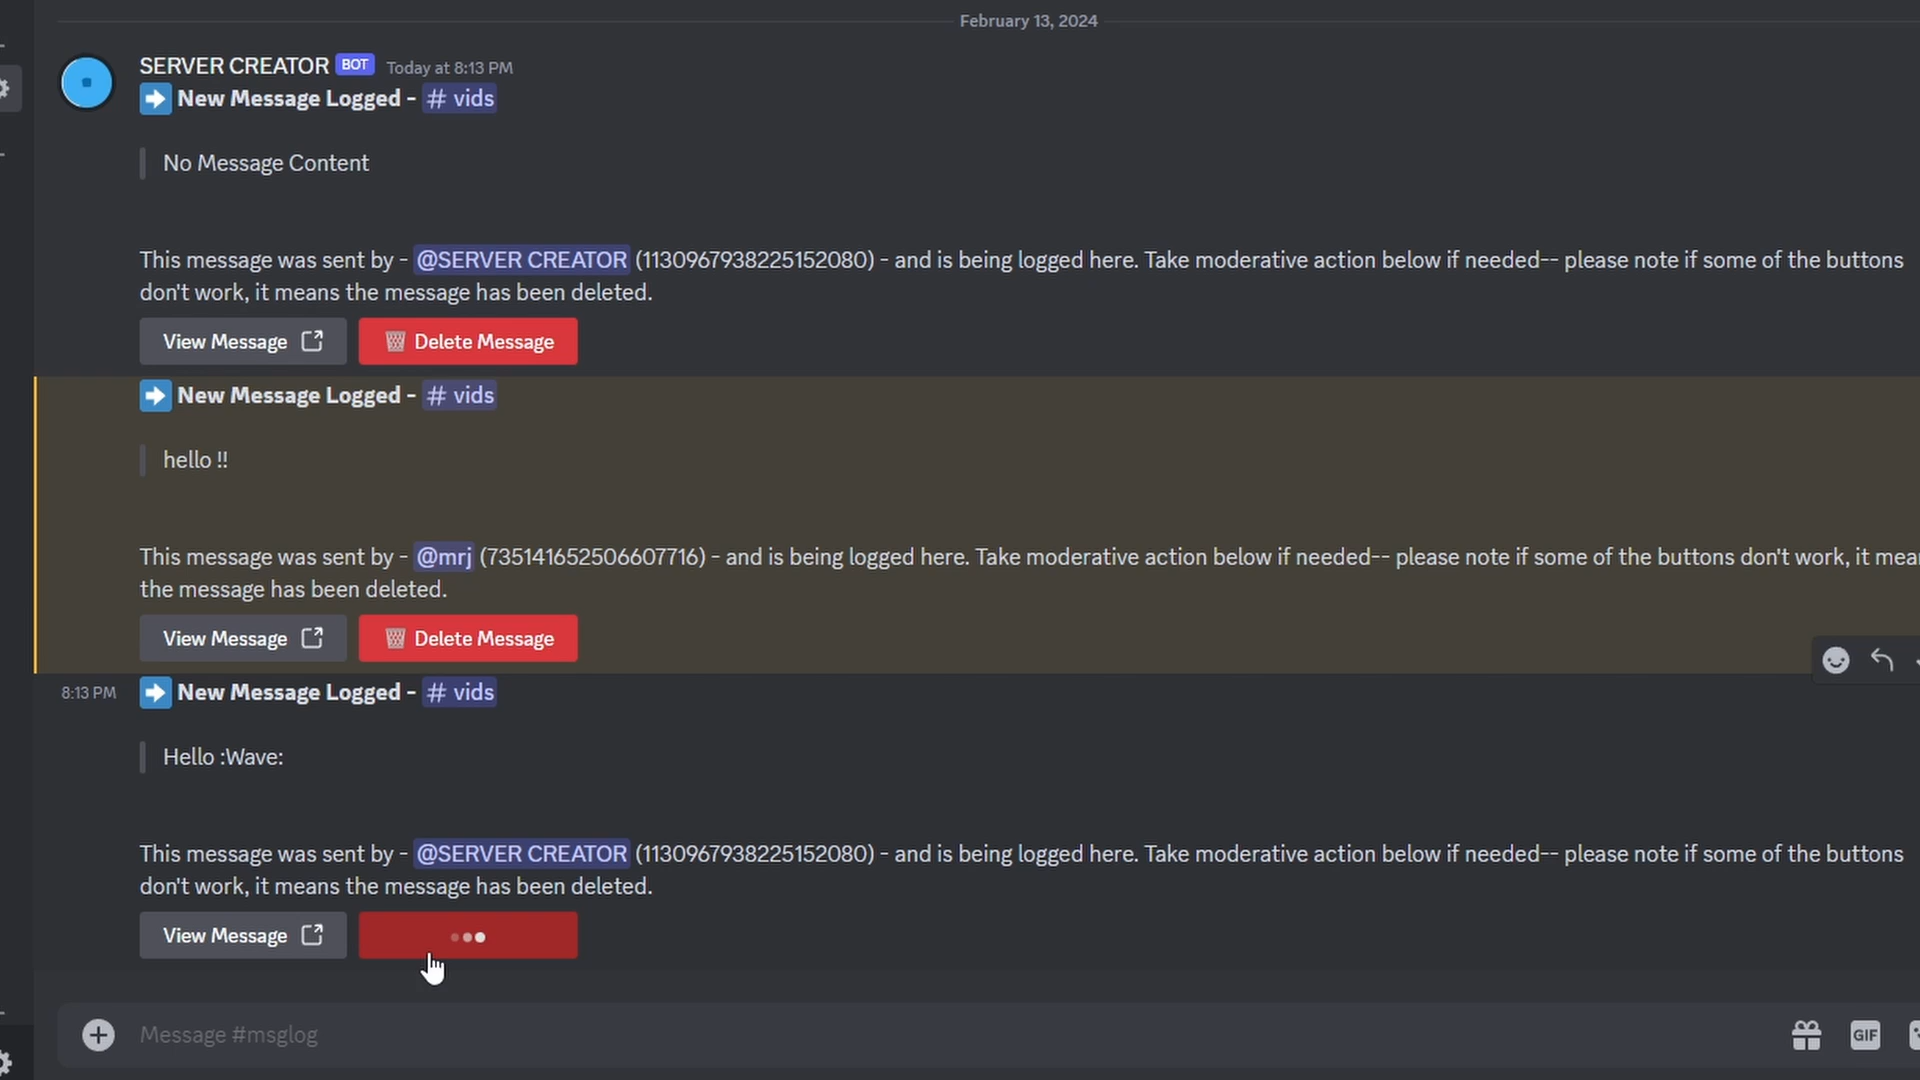 February 13, 2024
SERVER CREATOR BOT Today at 8:13 PM
New Message Logged - # vids
No Message Content
This message was sent by - @SERVER CREATOR (1130967938225152080) - and is being logged here. Take moderative action below if needed-- please note if some of the buttons
don't work, it means the message has been deleted.
View Message Delete Message
New Message Logged - # vids
hello !!
This message was sent by - @mrj (735141652506607716) - and is being logged here. Take moderative action below if needed-- please note if some of the buttons don't work, it
the message has been deleted.
View Message Delete Message
8:13 PM New Message Logged - # vids
Hello :Wave:
This message was sent by - @SERVER CREATOR (1130967938225152080) - and is being logged here. Take moderative action below if needed-- please note if some of the buttons
don't work, it means the message has been deleted.
View Message
Message #msglog GIF